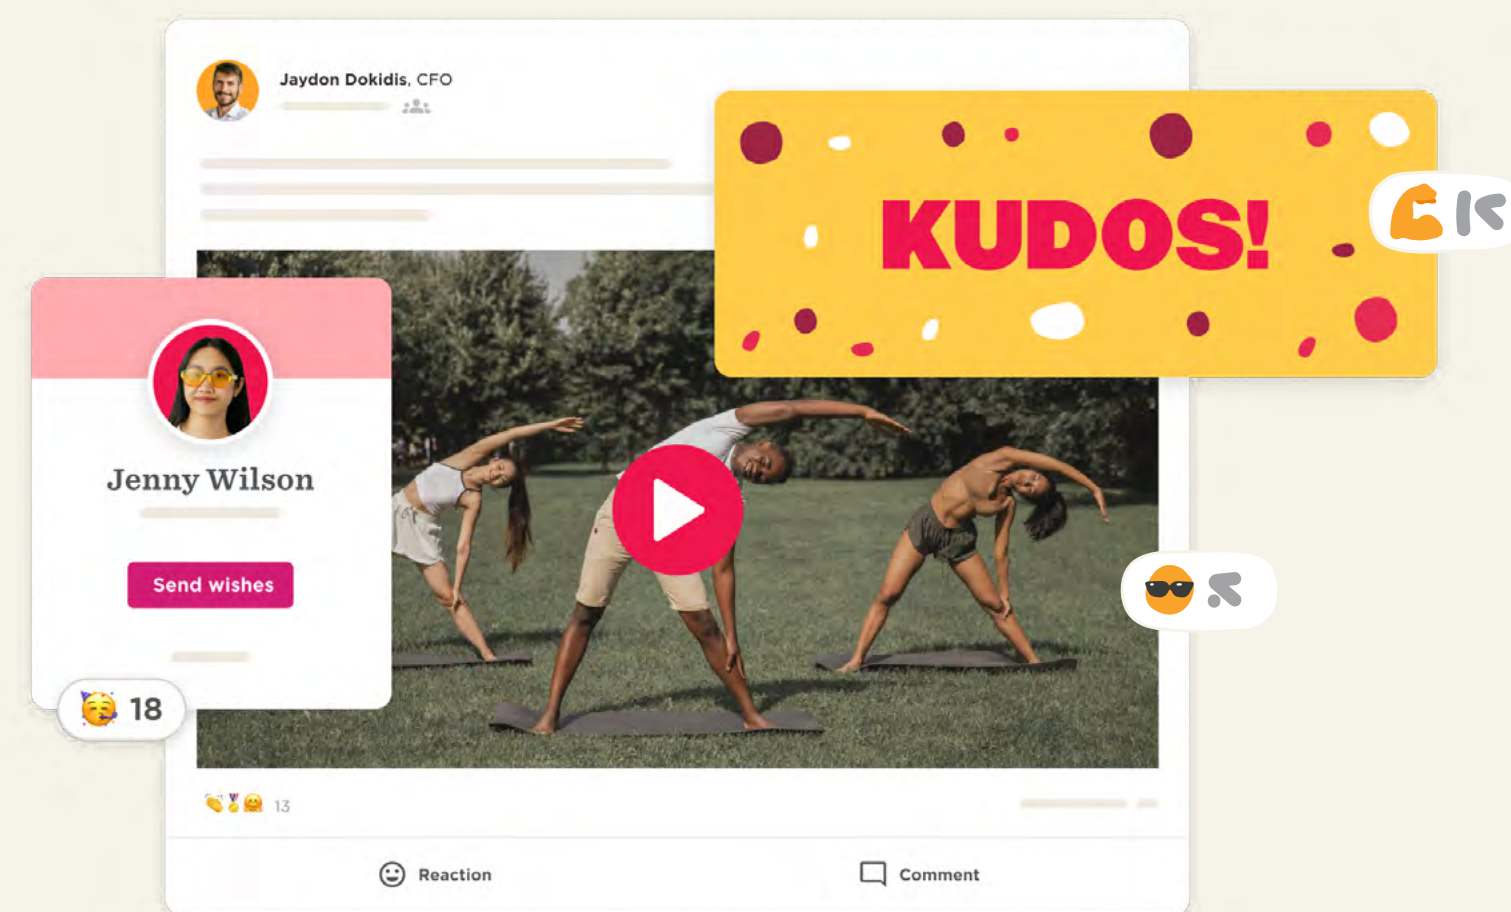 Jaydon Dokidis, CFO
KUDOS!
Jenny Wilson
Send wishes
18
13
Reaction
Comment